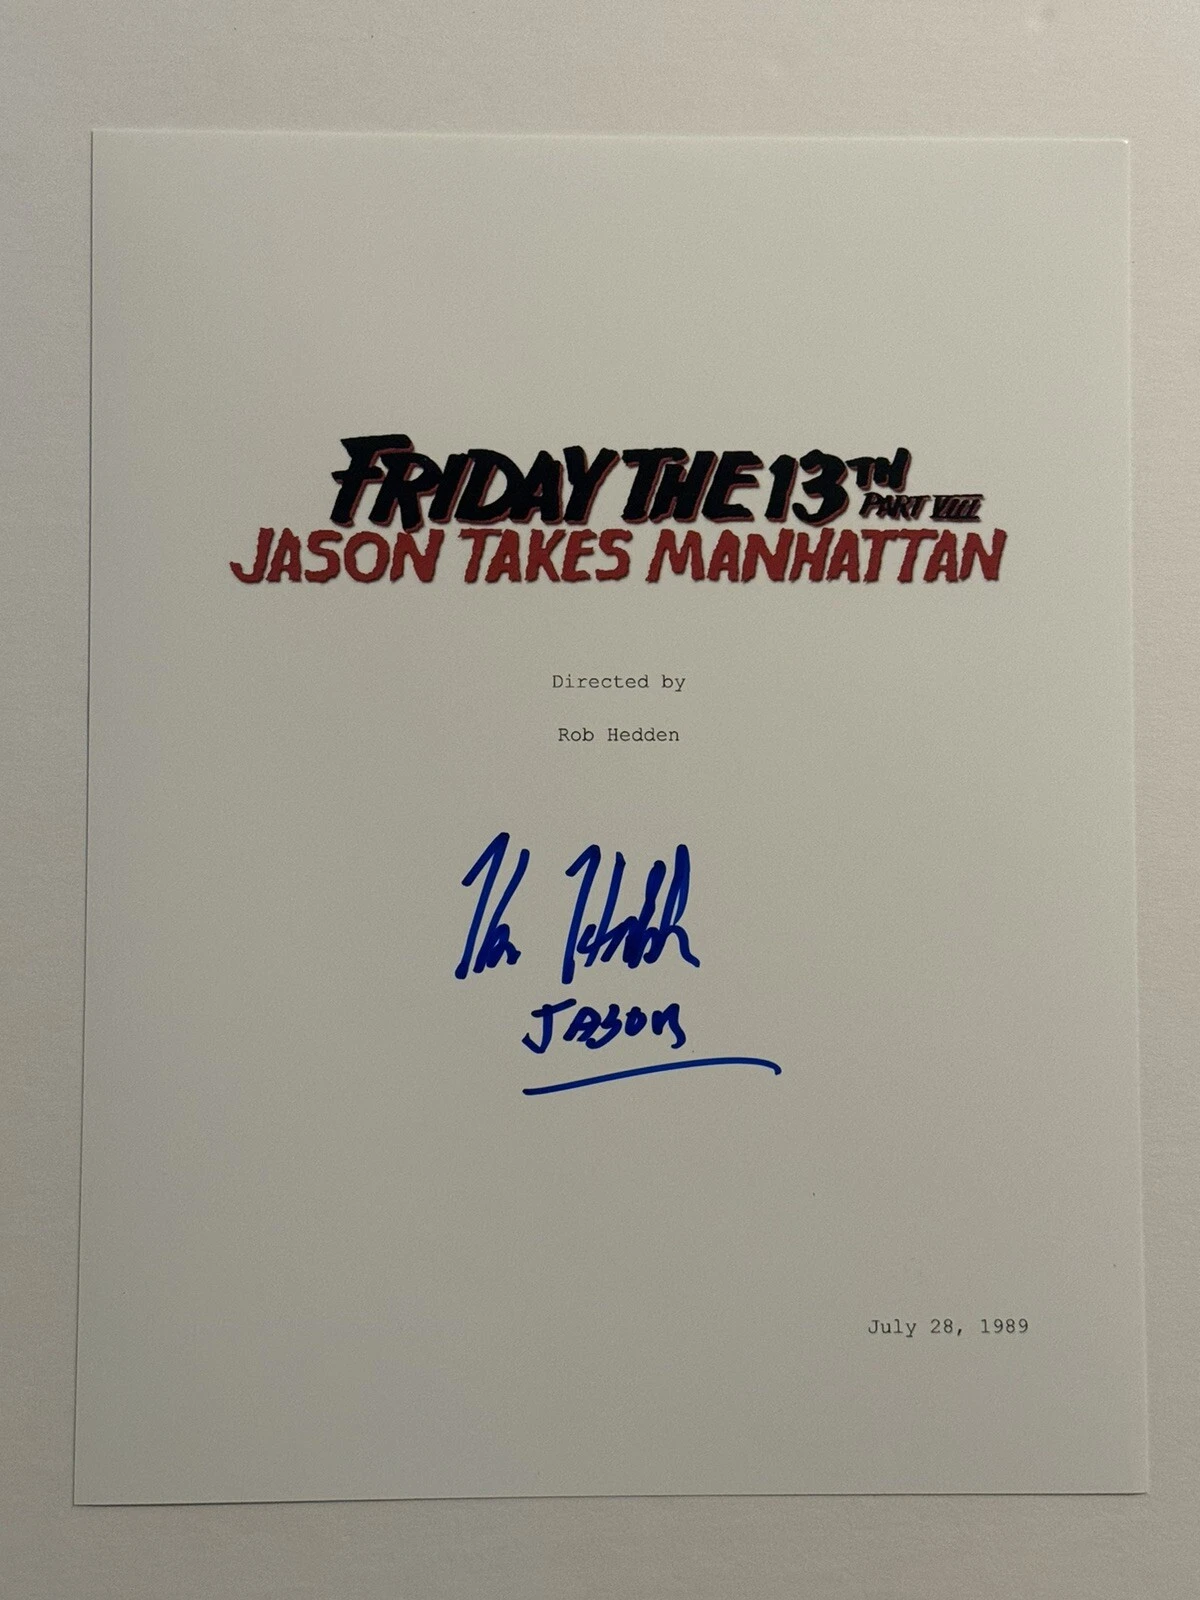 FRIDAY THE 13TH
PART VIII
JASON TAKES MANHATTAN
Directed by
Rob Hedden
JASON
July 28, 1989